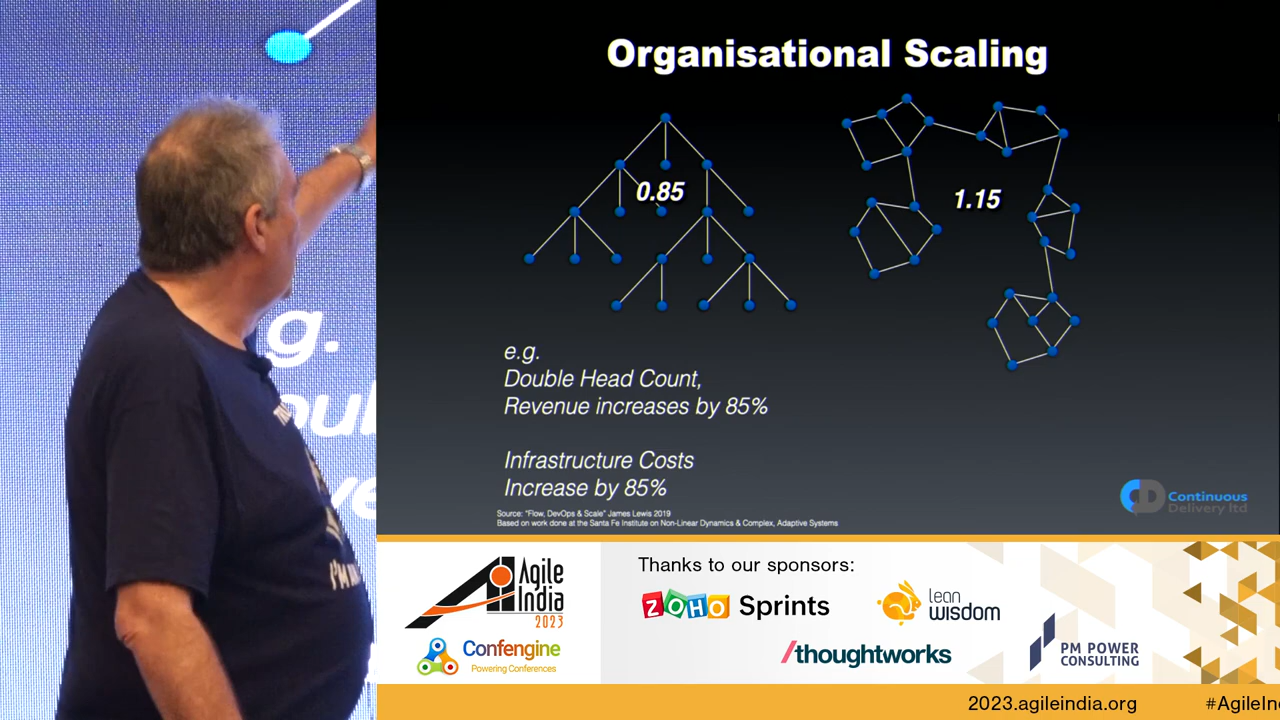 Organisational Scaling
0.85
1.15
e.g.
Double Head Count,
Revenue increases by 85%
Infrastructure Costs
Increase by 85%
Source: "Flow, DevOps & Scale" James Lewis 2019
Based on work done at the Santa Fe Institute on Non-Linear Dynamics & Complex, Adaptive Systems
CD Continuous
Delivery ltd
g.
I'M
Agile
India
2023
Confengine
Powering Conferences
Thanks to our sponsors:
ZOHO Sprints
lean
wisdom
/thoughtworks
PM POWER
CONSULTING
2023.agileindia.org